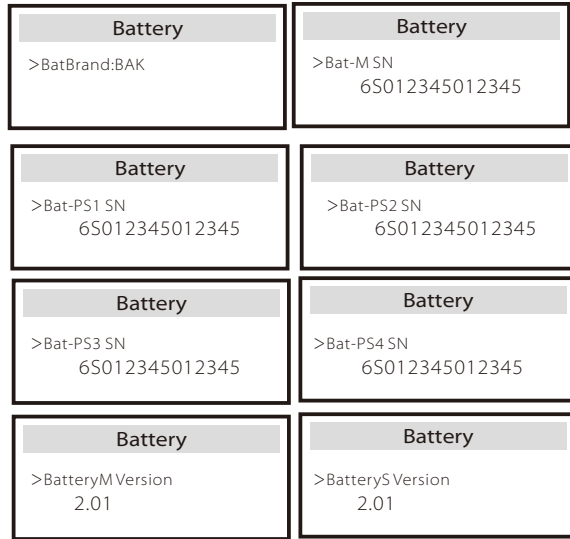 Battery
>BatBrand:BAK
Battery
>Bat-M SN
6S012345012345
Battery
>Bat-PS1 SN
6S012345012345
Battery
>Bat-PS2 SN
6S012345012345
Battery
>Bat-PS3 SN
6S012345012345
Battery
>Bat-PS4 SN
6S012345012345
Battery
>BatteryM Version
2.01
Battery
>BatteryS Version
2.01